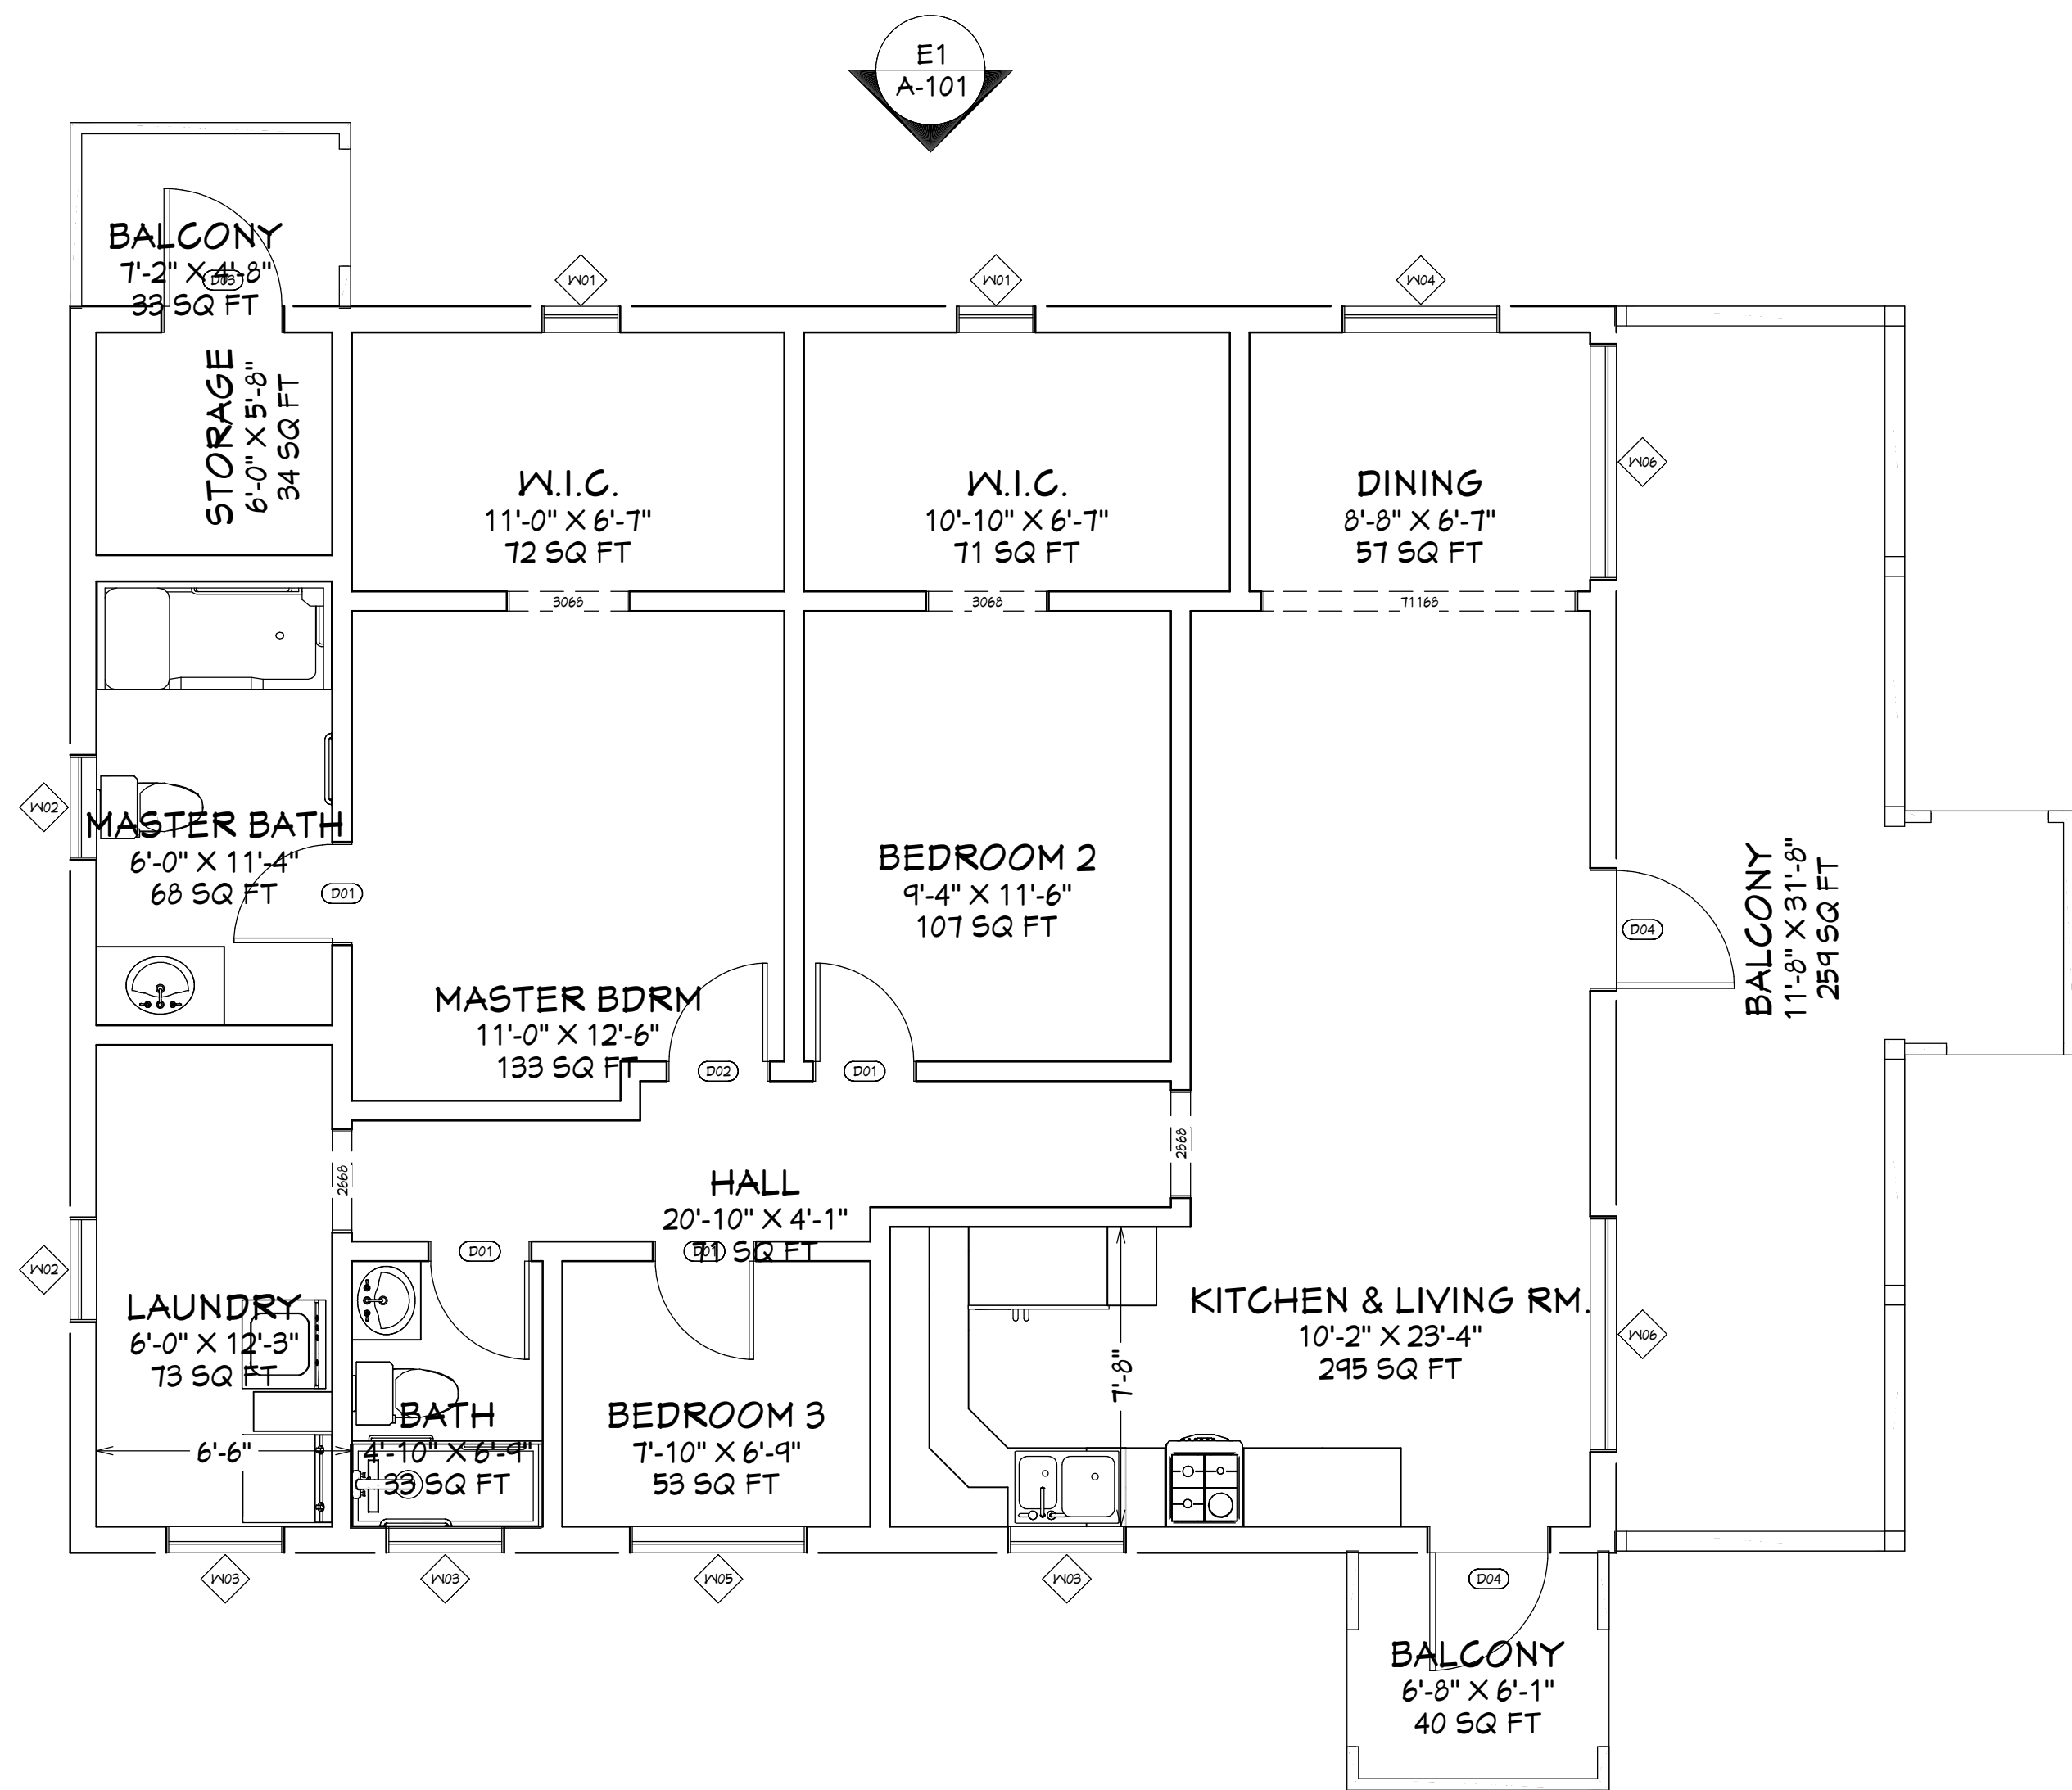 E1
A-101
BALCONY
7'-2" X 4'-8"
33 SQ FT
D03
W01
W01
W04
STORAGE
6'-0" X 5'-8"
34 SQ FT
W.I.C.
11'-0" X 6'-7"
72 SQ FT
W.I.C.
10'-10" X 6'-7"
71 SQ FT
DINING
8'-8" X 6'-7"
57 SQ FT
W06
3068
3068
71168
W02
MASTER BATH
6'-0" X 11'-4"
68 SQ FT
D01
BEDROOM 2
9'-4" X 11'-6"
107 SQ FT
D04
BALCONY
11'-8" X 31'-8"
259 SQ FT
MASTER BDRM
11'-0" X 12'-6"
133 SQ FT
D02
D01
2668
2868
HALL
20'-10" X 4'-1"
71 SQ FT
D01
D01
W02
LAUNDRY
6'-0" X 12'-3"
73 SQ FT
KITCHEN & LIVING RM.
10'-2" X 23'-4"
295 SQ FT
W06
7'-8"
6'-6"
BATH
4'-10" X 6'-9"
33 SQ FT
BEDROOM 3
7'-10" X 6'-9"
53 SQ FT
W03
W03
W05
W03
D04
BALCONY
6'-8" X 6'-1"
40 SQ FT